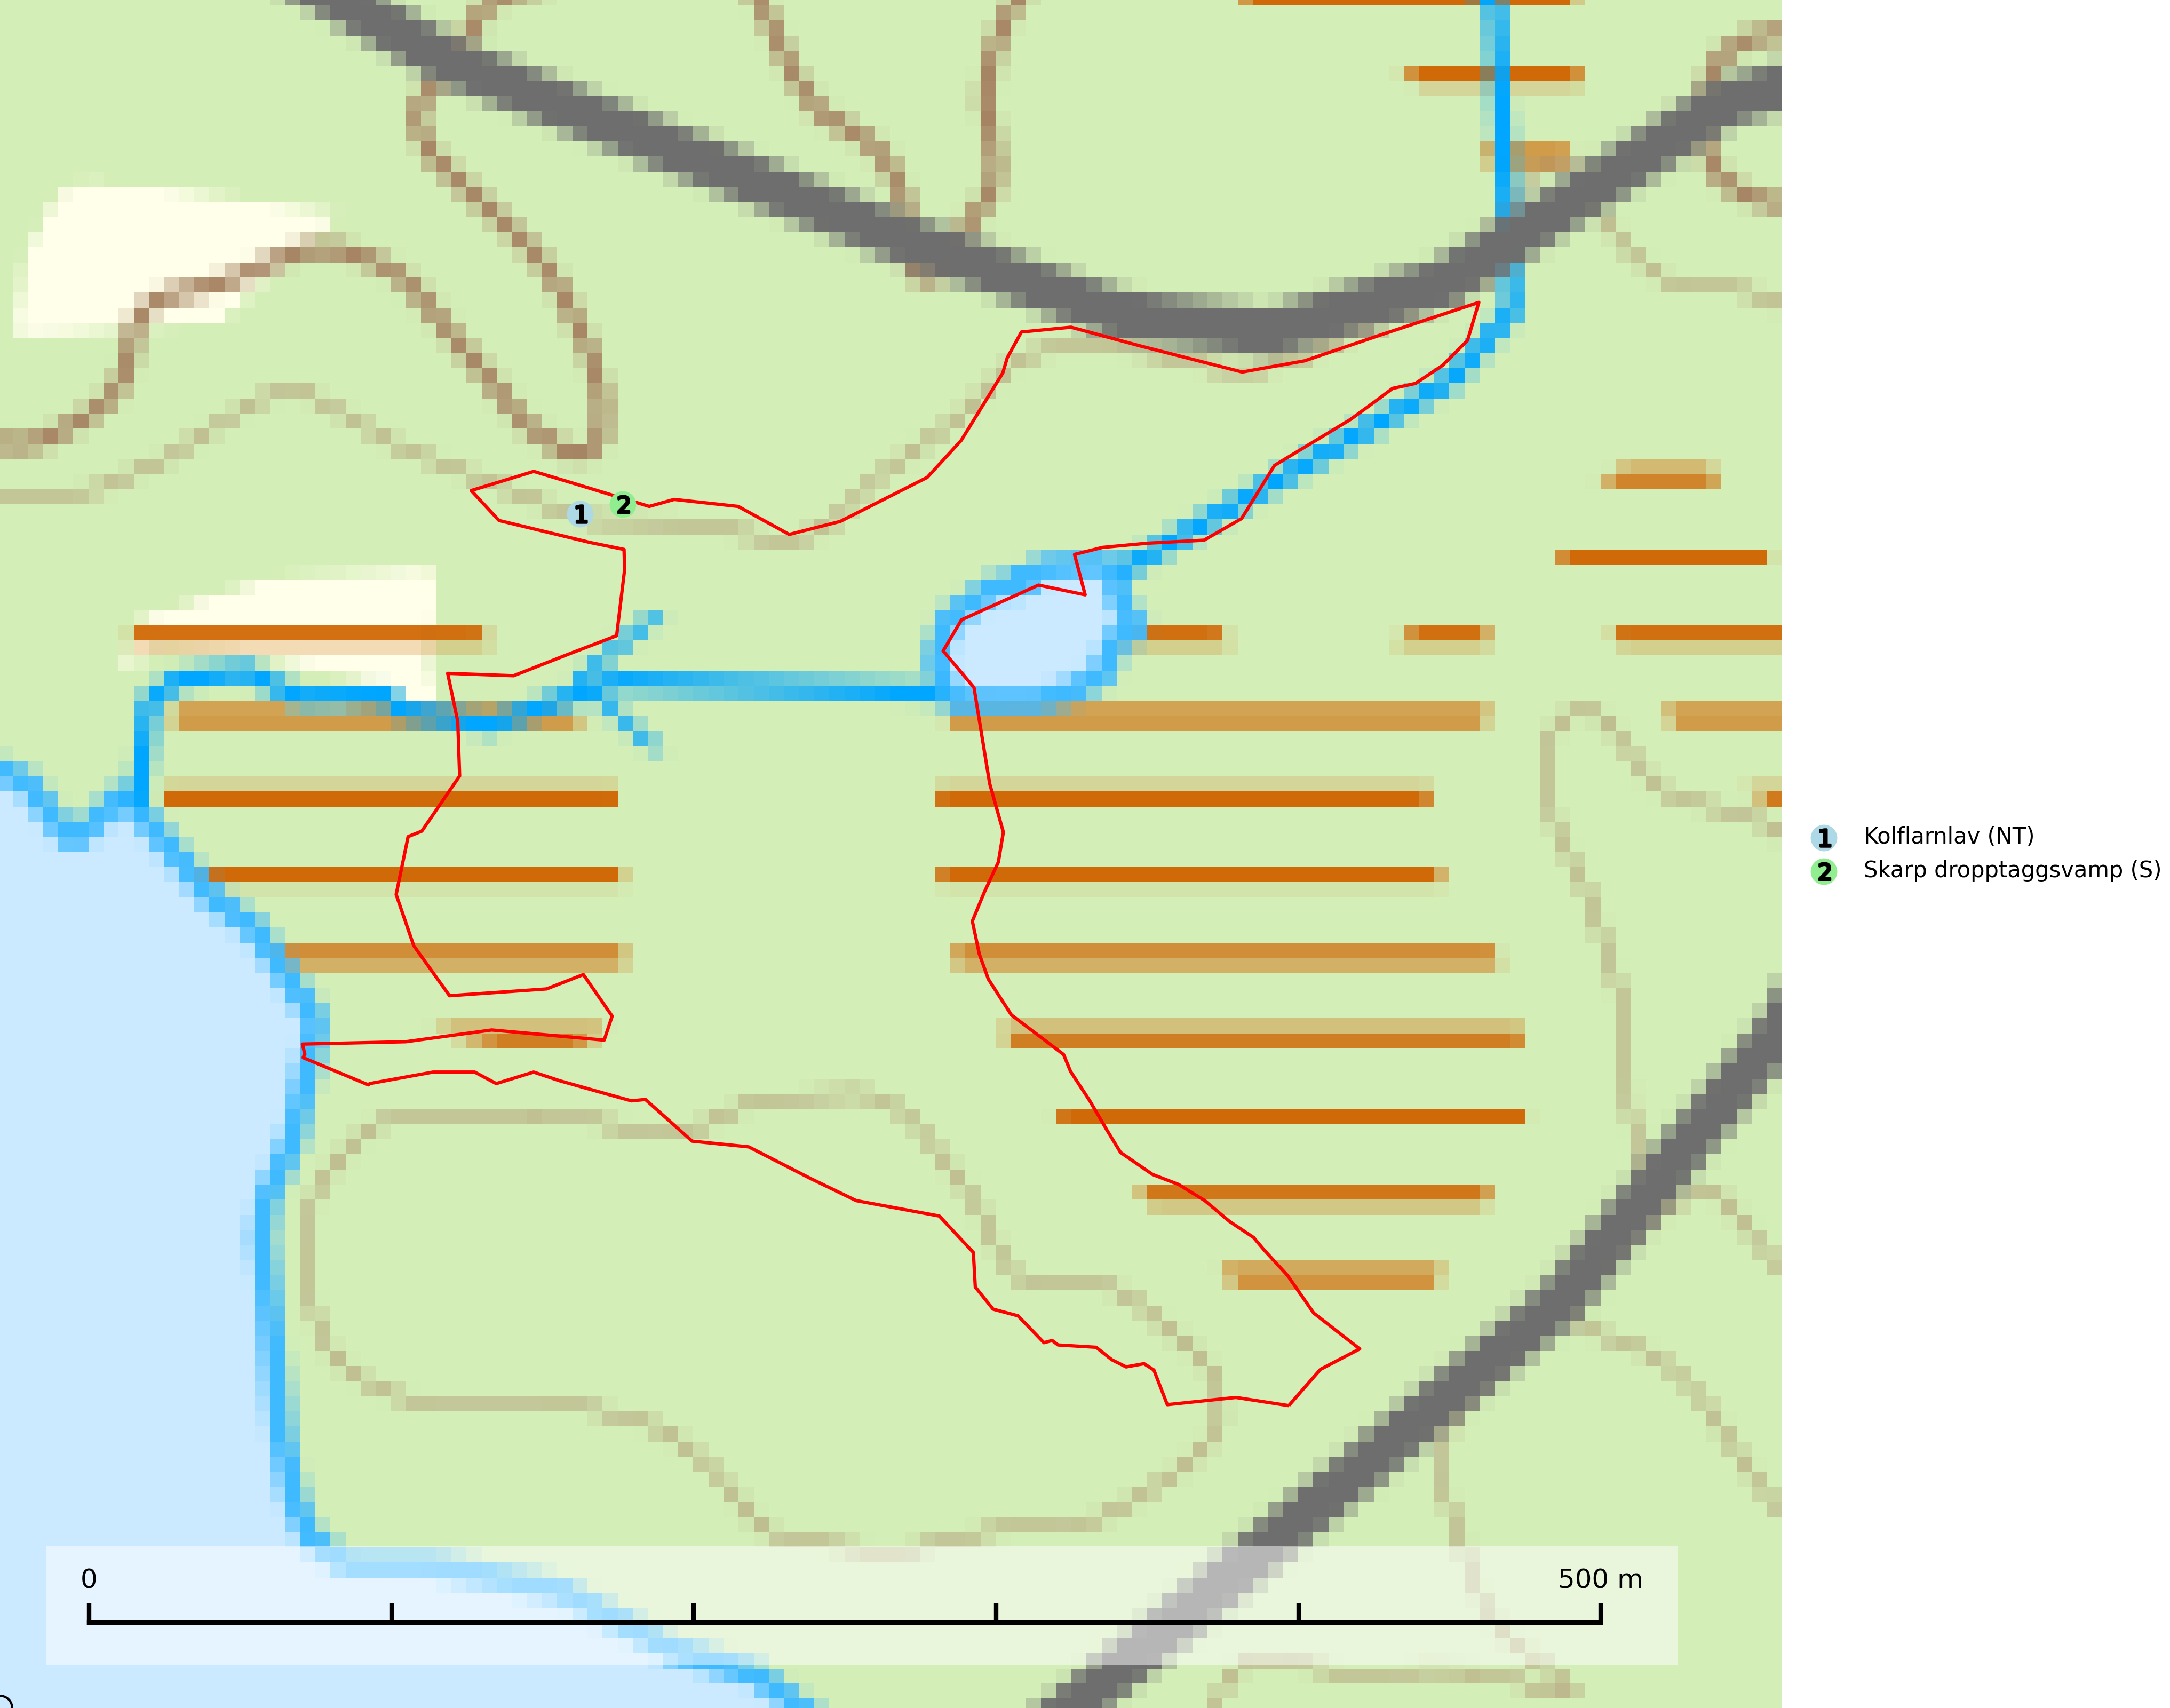 1
2
1 Kolflarnlav (NT)
2 Skarp dropptaggsvamp (S)
0 500 m